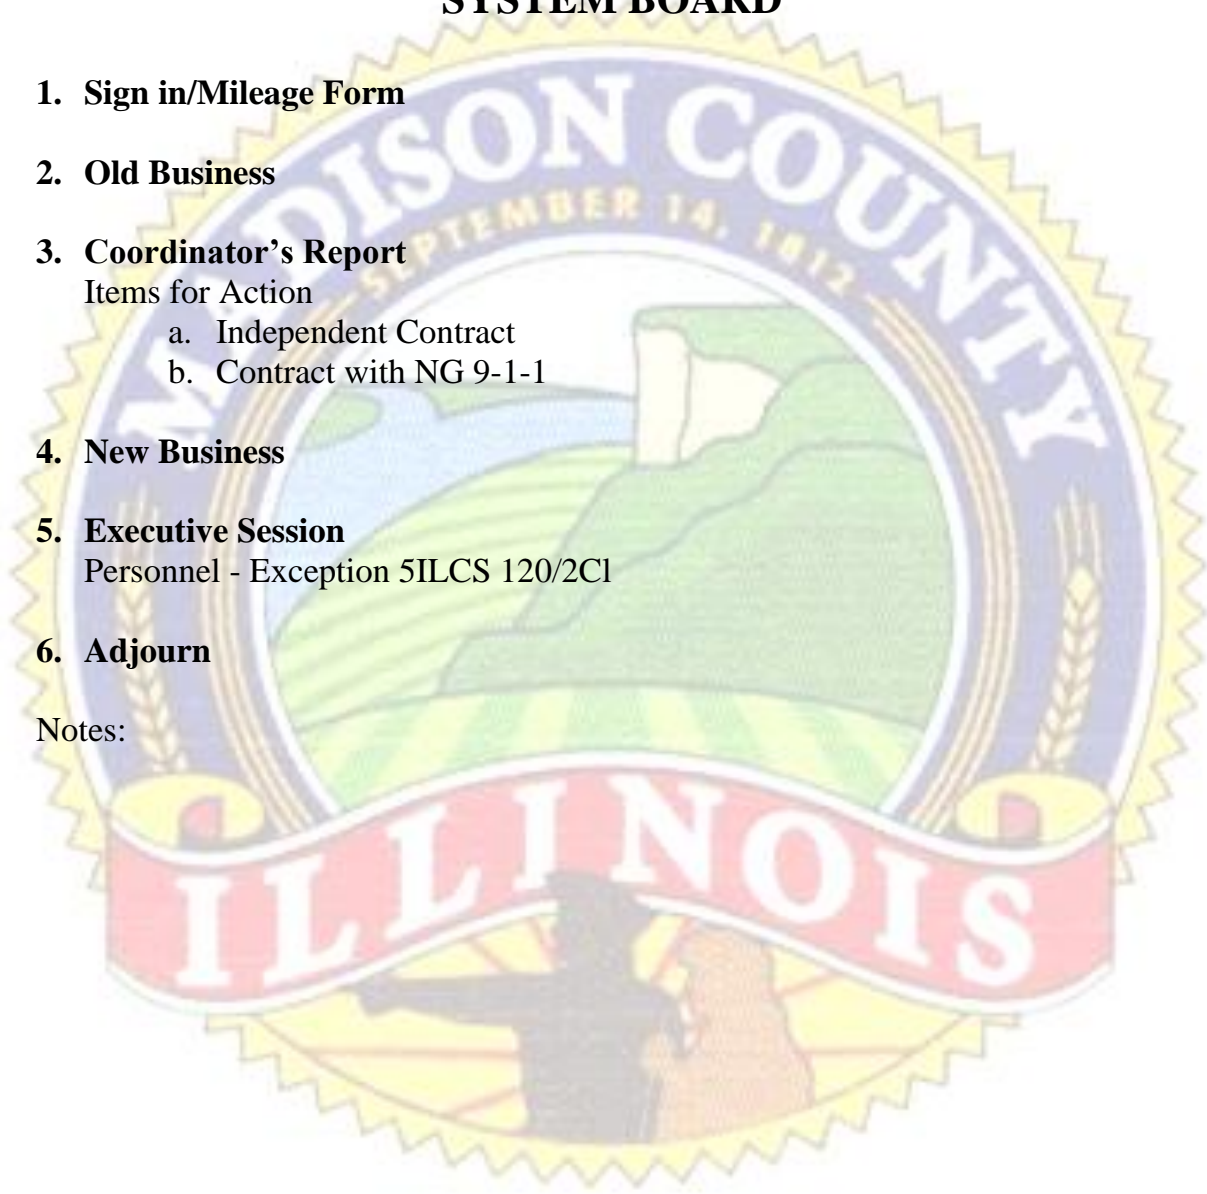 SYSTEM BOARD
1. Sign in/Mileage Form
2. Old Business
3. Coordinator’s Report
Items for Action
a. Independent Contract
b. Contract with NG 9-1-1
4. New Business
5. Executive Session
Personnel - Exception 5ILCS 120/2Cl
6. Adjourn
Notes:
MADISON COUNTY
SEPTEMBER 14, 1812
ILLINOIS